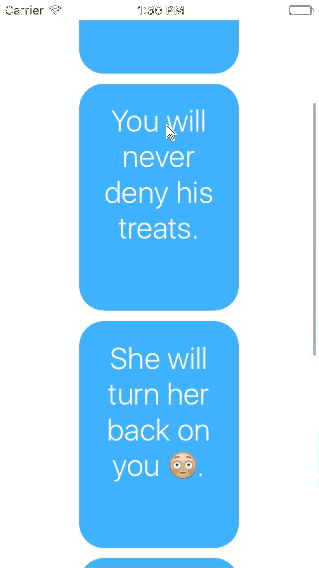 Carrier 1:30 PM
You will
never
deny his
treats.
She will
turn her
back on
you 😳.